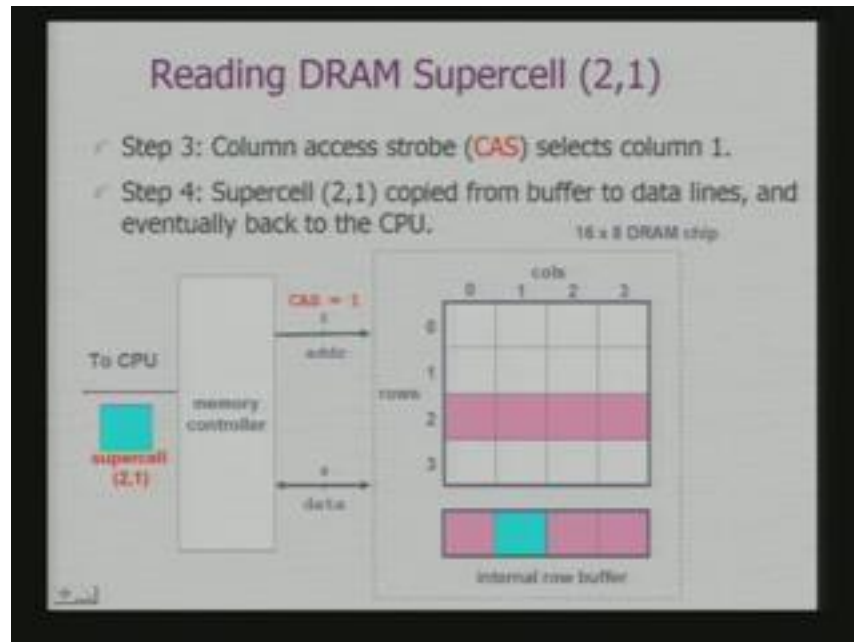 Reading DRAM Supercell (2,1)
Step 3: Column access strobe (CAS) selects column 1.
Step 4: Supercell (2,1) copied from buffer to data lines, and
eventually back to the CPU.
16 x 8 DRAM chip
cols
0 1 2 3
CAS = 1
addr
0
1
2
3
rows
To CPU
memory
controller
supercell
(2,1)
data
internal row buffer